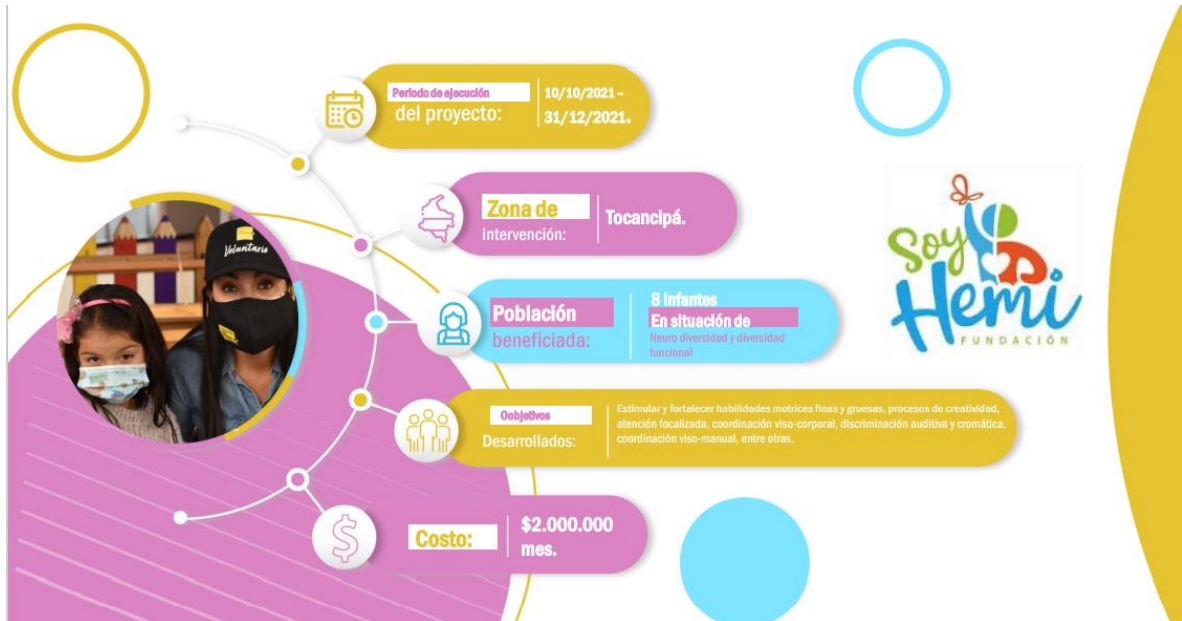 Periodo de ejecución
del proyecto:
10/10/2021 –
31/12/2021.
Zona de
intervención:
Tocancipá.
Población
beneficiada:
8 Infantes
En situación de
Neuro diversidad y diversidad
funcional
Oobjetivos
Desarrollados:
Estimular y fortalecer habilidades motrices finas y gruesas, procesos de creatividad,
atención focalizada, coordinación viso-corporal, discriminación auditiva y cromática,
coordinación viso-manual, entre otras.
Costo:
$2.000.000
mes.
Voluntario
Soy
Hemi
FUNDACIÓN